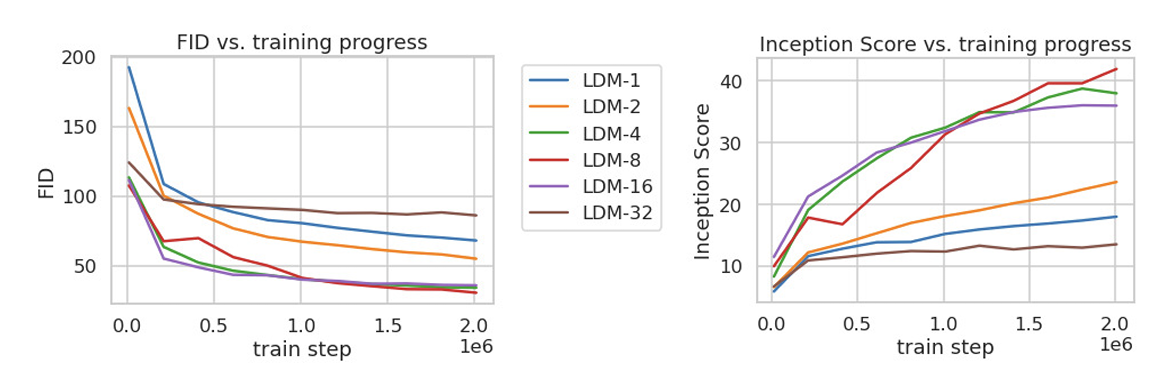 FID vs. training progress
200
150
100
50
FID
0.0 0.5 1.0 1.5 2.0
1e6
train step
LDM-1
LDM-2
LDM-4
LDM-8
LDM-16
LDM-32
Inception Score vs. training progress
40
30
20
10
Inception Score
0.0 0.5 1.0 1.5 2.0
1e6
train step